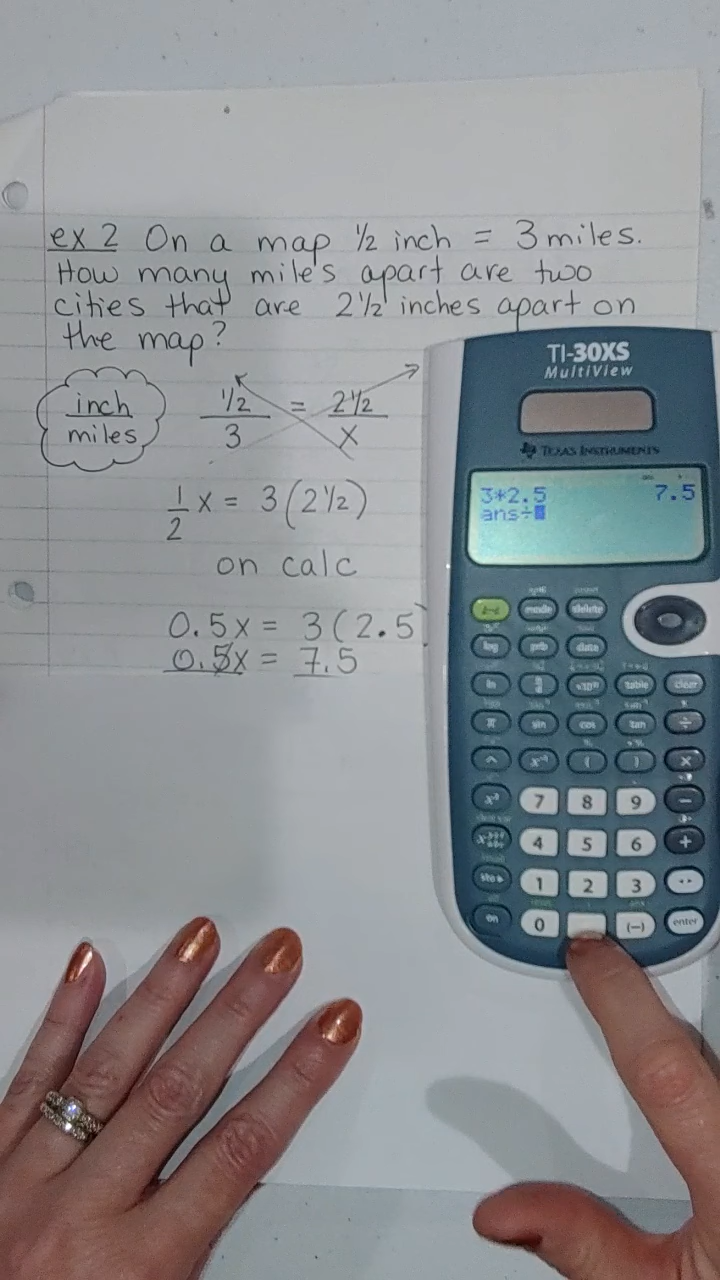 ex 2 On a map ½ inch = 3 miles.
How many miles apart are two
cities that are 2½ inches apart on
the map?
inch
miles
½ = 2½
3 x
1/2 x = 3(2½)
on calc
0.5x = 3(2.5
0.5x = 7.5
TI-30XS
MultiView
TEXAS INSTRUMENTS
3*2.5 7.5
ans÷
mode delete
log prb data
ln table clear
π sin cos tan ÷
^ ( ) ×
x² 7 8 9 −
4 5 6 +
sto▸ 1 2 3
on 0 (−) enter